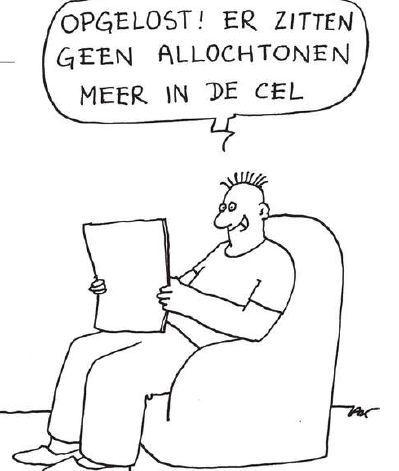 OPGELOST! ER ZITTEN
GEEN ALLOCHTONEN
MEER IN DE CEL